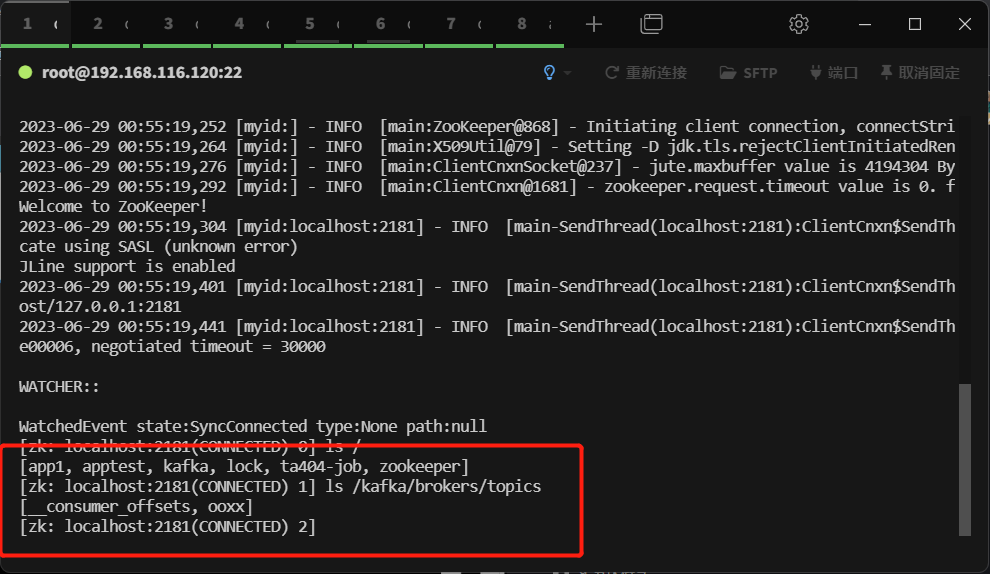 1 2 3 4 5 6 7 8
root@192.168.116.120:22 重新连接 SFTP 端口 取消固定
2023-06-29 00:55:19,252 [myid:] - INFO  [main:ZooKeeper@868] - Initiating client connection, connectStri
2023-06-29 00:55:19,264 [myid:] - INFO  [main:X509Util@79] - Setting -D jdk.tls.rejectClientInitiatedRen
2023-06-29 00:55:19,276 [myid:] - INFO  [main:ClientCnxnSocket@237] - jute.maxbuffer value is 4194304 By
2023-06-29 00:55:19,292 [myid:] - INFO  [main:ClientCnxn@1681] - zookeeper.request.timeout value is 0. f
Welcome to ZooKeeper!
2023-06-29 00:55:19,304 [myid:localhost:2181] - INFO  [main-SendThread(localhost:2181):ClientCnxn$SendTh
cate using SASL (unknown error)
JLine support is enabled
2023-06-29 00:55:19,401 [myid:localhost:2181] - INFO  [main-SendThread(localhost:2181):ClientCnxn$SendTh
ost/127.0.0.1:2181
2023-06-29 00:55:19,441 [myid:localhost:2181] - INFO  [main-SendThread(localhost:2181):ClientCnxn$SendTh
e00006, negotiated timeout = 30000
WATCHER::
WatchedEvent state:SyncConnected type:None path:null
[zk: localhost:2181(CONNECTED) 0] ls /
[app1, apptest, kafka, lock, ta404-job, zookeeper]
[zk: localhost:2181(CONNECTED) 1] ls /kafka/brokers/topics
[__consumer_offsets, ooxx]
[zk: localhost:2181(CONNECTED) 2]